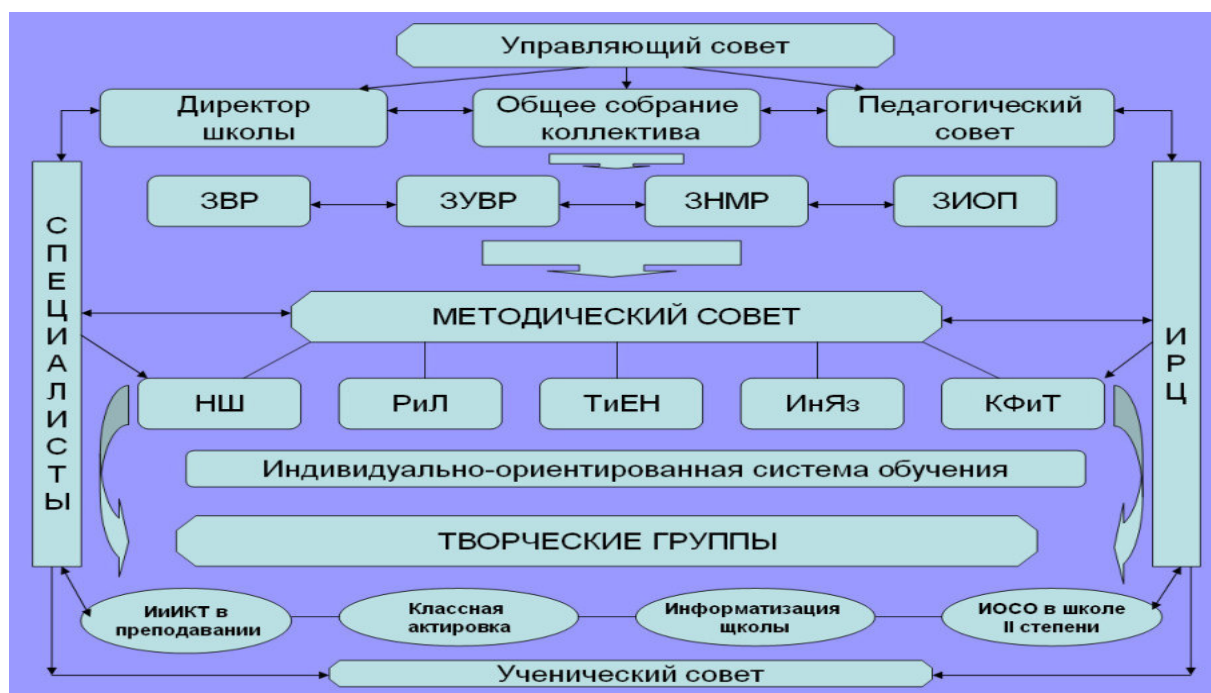 Управляющий совет
Директор
школы
Общее собрание
коллектива
Педагогический
совет
ЗВР
ЗУВР
ЗНМР
ЗИОП
СПЕЦИАЛИСТЫ
ИРЦ
МЕТОДИЧЕСКИЙ СОВЕТ
НШ
РиЛ
ТиЕН
ИнЯз
КФиТ
Индивидуально-ориентированная система обучения
ТВОРЧЕСКИЕ ГРУППЫ
ИиИКТ в
преподавании
Классная
актировка
Информатизация
щколы
ИОСО в школе
II степени
Ученический совет